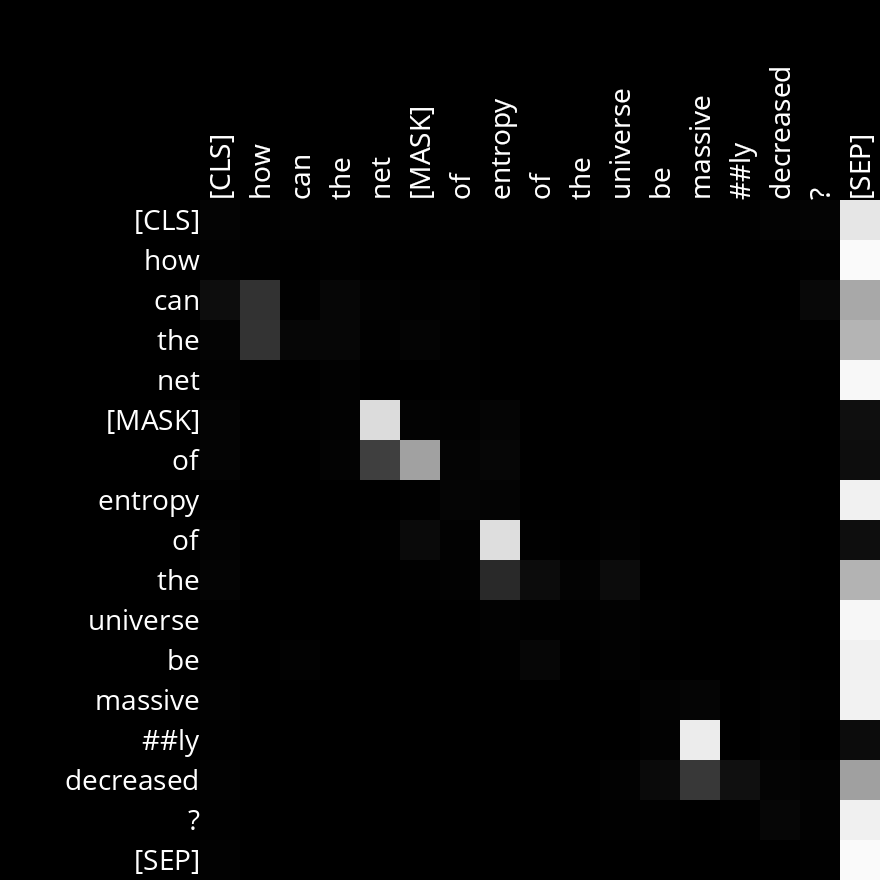 [CLS] how can the net [MASK] of entropy of the universe be massive ##ly decreased ? [SEP]
[CLS]
how
can
the
net
[MASK]
of
entropy
of
the
universe
be
massive
##ly
decreased
?
[SEP]